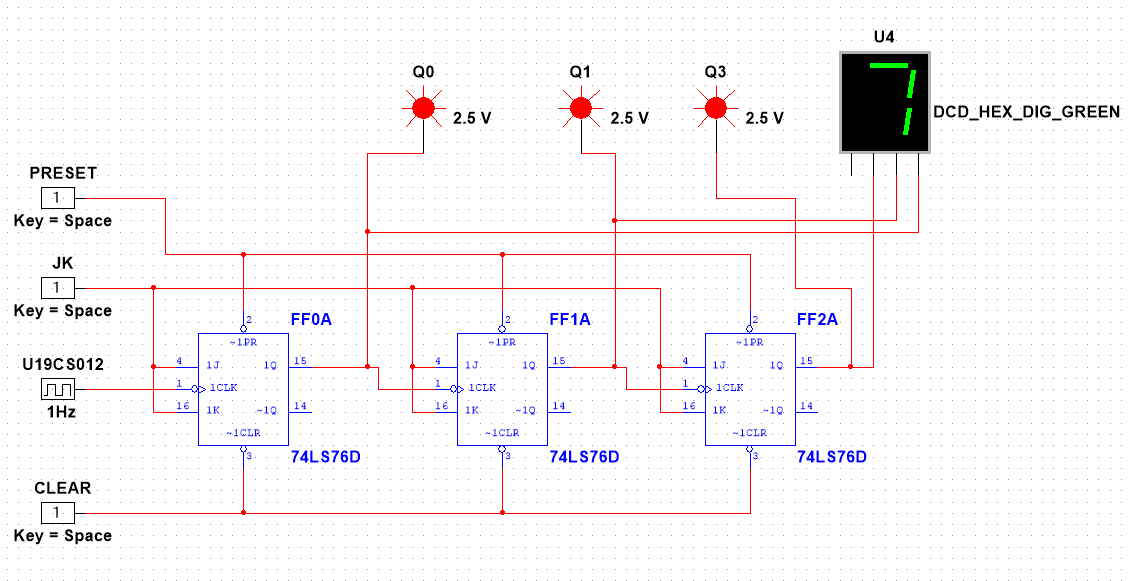 U4
Q0
Q1
Q3
2.5 V
2.5 V
2.5 V
7
DCD_HEX_DIG_GREEN
PRESET
1
Key = Space
JK
1
Key = Space
FF0A
FF1A
FF2A
2
2
2
~1PR
~1PR
~1PR
U19CS012
1Hz
4
1J
1Q
15
4
1J
1Q
15
4
1J
1Q
15
1
1CLK
1
1CLK
1
1CLK
16
1K
~1Q
14
16
1K
~1Q
14
16
1K
~1Q
14
~1CLR
~1CLR
~1CLR
3
3
3
74LS76D
74LS76D
74LS76D
CLEAR
1
Key = Space